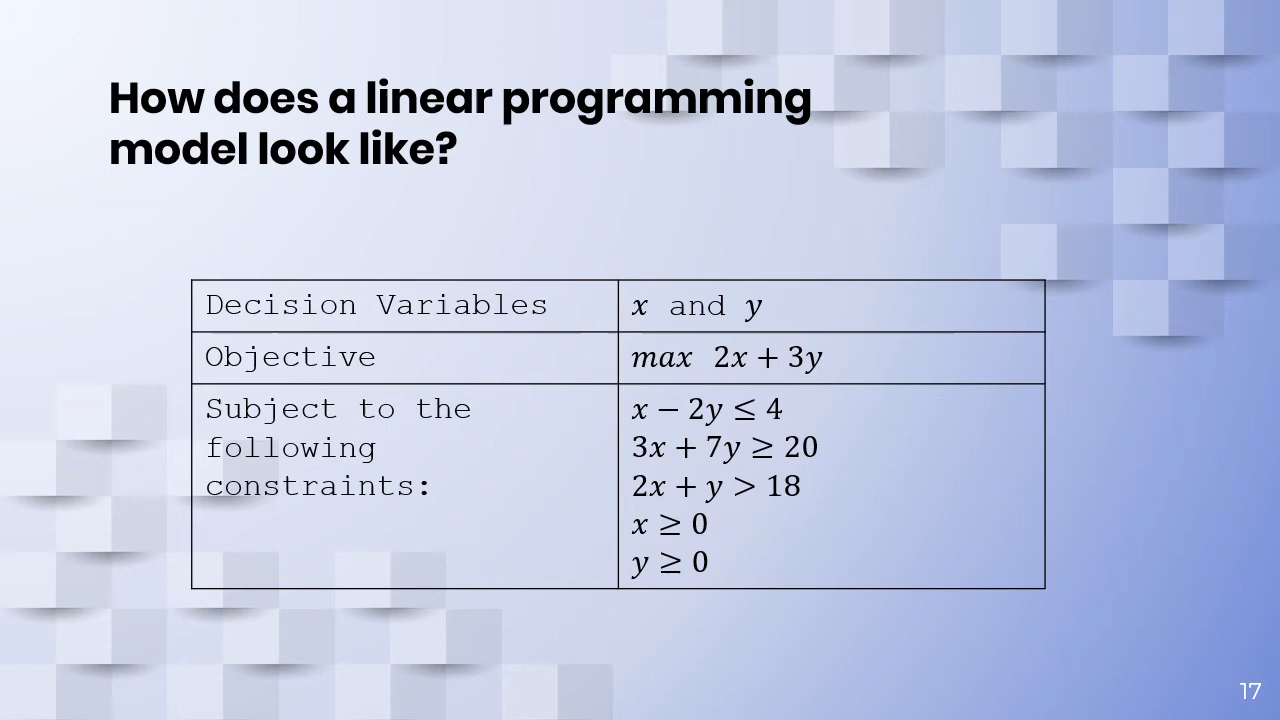 How does a linear programming
model look like?
Decision Variables
x and y
Objective
max 2x + 3y
Subject to the
following
constraints:
x − 2y ≤ 4
3x + 7y ≥ 20
2x + y > 18
x ≥ 0
y ≥ 0
17